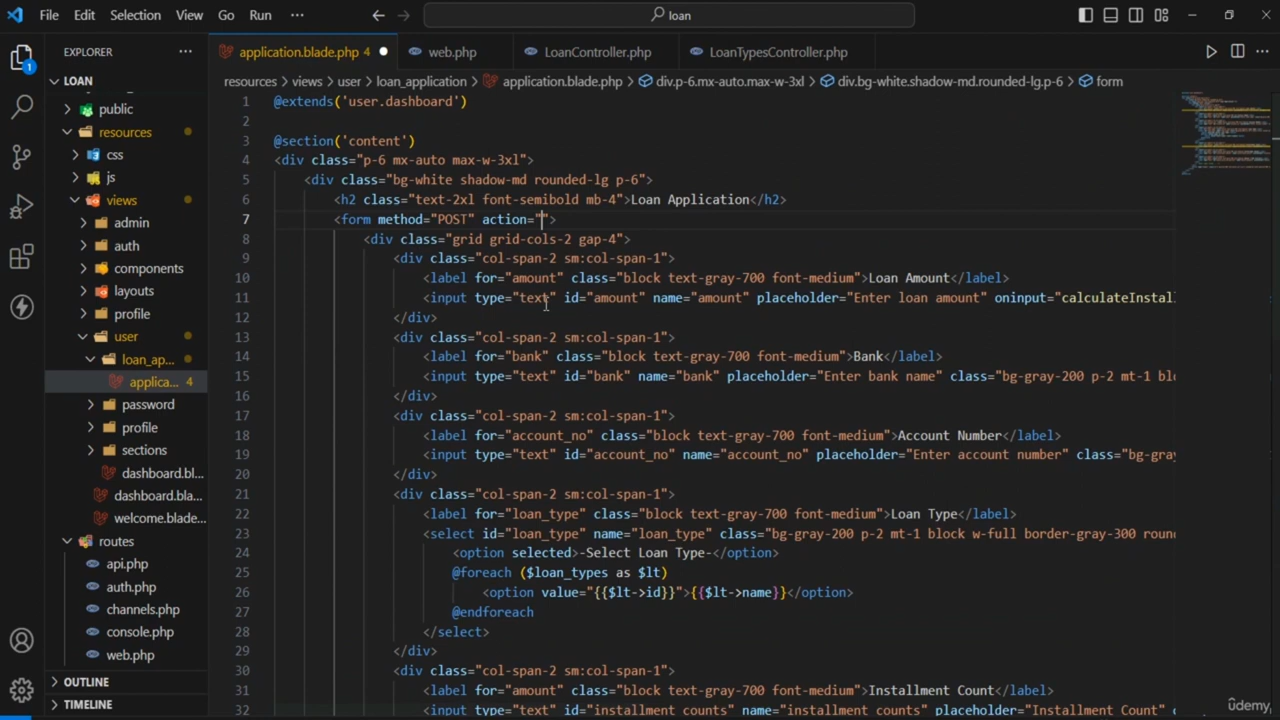 File Edit Selection View Go Run ··· loan
EXPLORER ···
application.blade.php 4 web.php LoanController.php LoanTypesController.php ···
LOAN
resources > views > user > loan_application > application.blade.php > div.p-6.mx-auto.max-w-3xl > div.bg-white.shadow-md.rounded-lg.p-6 > form
1
public
resources
css
js
views
admin
auth
components
layouts
profile
user
loan_ap...
applica... 4
password
profile
sections
dashboard.bl...
dashboard.bla...
welcome.blade...
routes
api.php
auth.php
channels.php
console.php
web.php
OUTLINE
TIMELINE
1 @extends('user.dashboard')
2
3 @section('content')
4 <div class="p-6 mx-auto max-w-3xl">
5 <div class="bg-white shadow-md rounded-lg p-6">
6 <h2 class="text-2xl font-semibold mb-4">Loan Application</h2>
7 <form method="POST" action="">
8 <div class="grid grid-cols-2 gap-4">
9 <div class="col-span-2 sm:col-span-1">
10 <label for="amount" class="block text-gray-700 font-medium">Loan Amount</label>
11 <input type="text" id="amount" name="amount" placeholder="Enter loan amount" oninput="calculateInstal
12 </div>
13 <div class="col-span-2 sm:col-span-1">
14 <label for="bank" class="block text-gray-700 font-medium">Bank</label>
15 <input type="text" id="bank" name="bank" placeholder="Enter bank name" class="bg-gray-200 p-2 mt-1 blo
16 </div>
17 <div class="col-span-2 sm:col-span-1">
18 <label for="account_no" class="block text-gray-700 font-medium">Account Number</label>
19 <input type="text" id="account_no" name="account_no" placeholder="Enter account number" class="bg-gray
20 </div>
21 <div class="col-span-2 sm:col-span-1">
22 <label for="loan_type" class="block text-gray-700 font-medium">Loan Type</label>
23 <select id="loan_type" name="loan_type" class="bg-gray-200 p-2 mt-1 block w-full border-gray-300 roun
24 <option selected>-Select Loan Type-</option>
25 @foreach ($loan_types as $lt)
26 <option value="{{$lt->id}}">{{$lt->name}}</option>
27 @endforeach
28 </select>
29 </div>
30 <div class="col-span-2 sm:col-span-1">
31 <label for="amount" class="block text-gray-700 font-medium">Installment Count</label>
32 <input type="text" id="installment_counts" name="installment_counts" placeholder="Installment Count" c
ûdemy